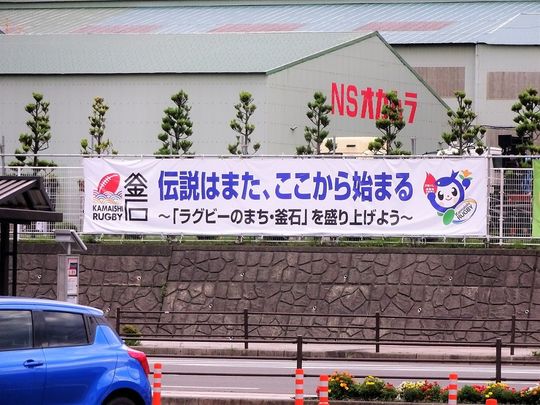 NSオカムラ
KAMAISHI
RUGBY
釜石
伝説はまた、ここから始まる
～「ラグビーのまち・釜石」を盛り上げよう～
RUGBY